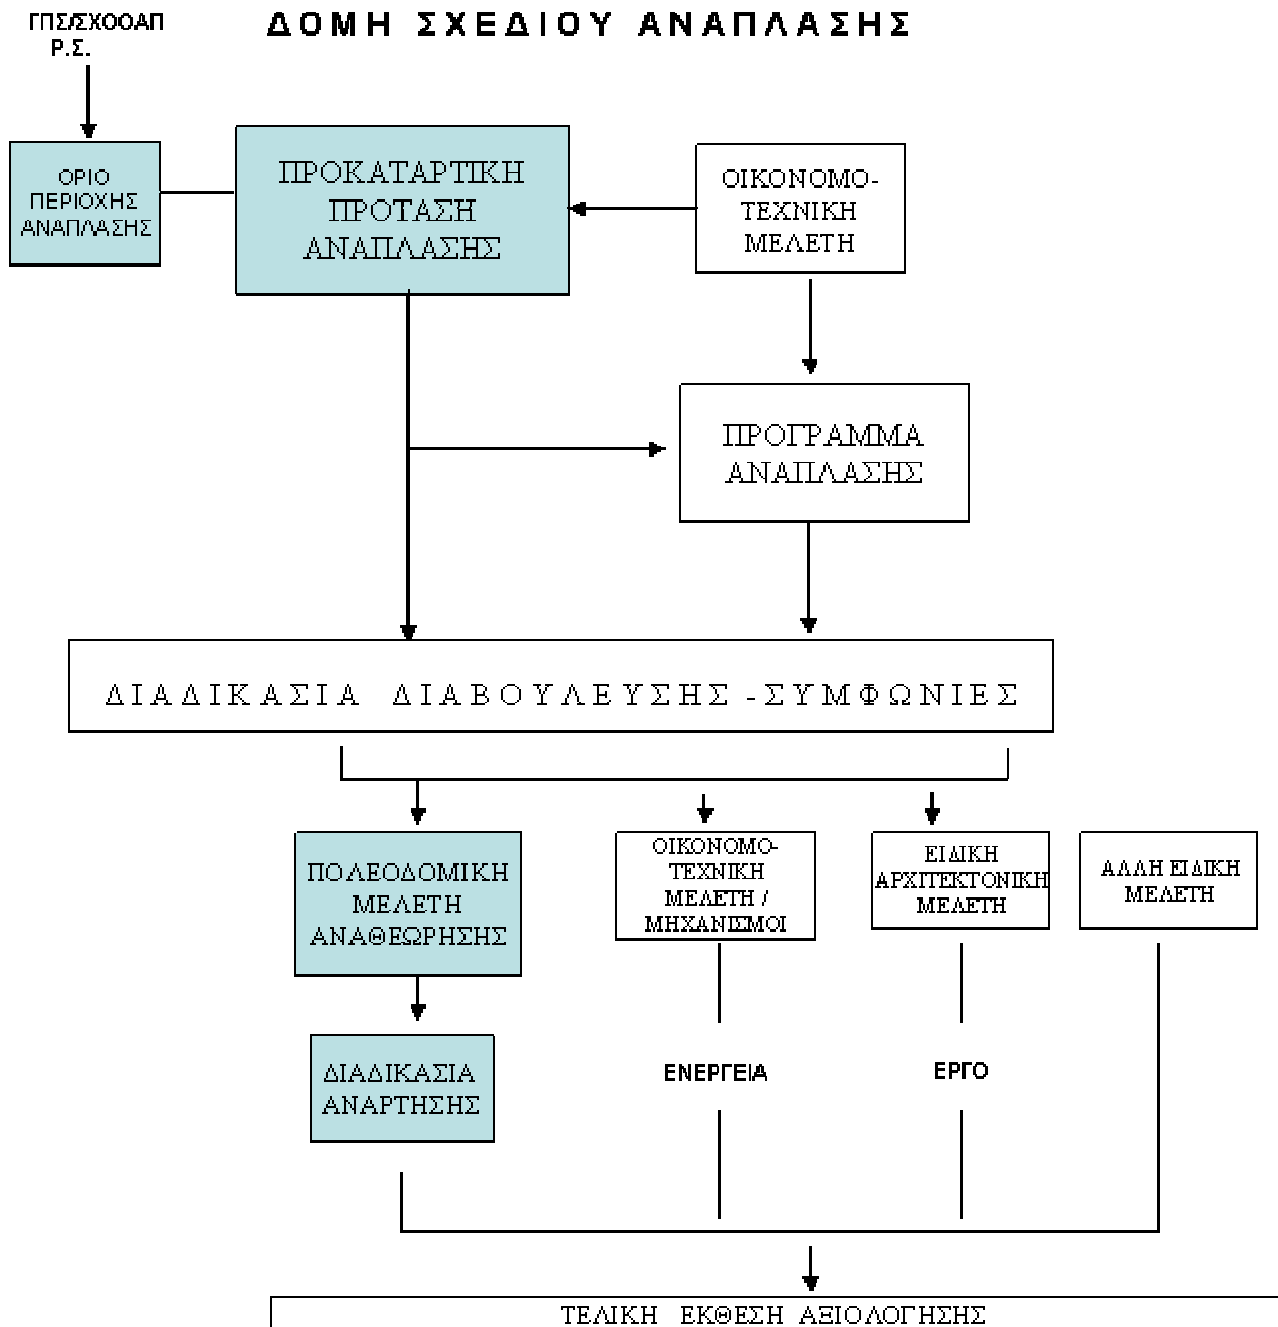 ΓΠΣ/ΣΧΟΟΑΠ
Ρ.Σ.
ΔΟΜΗ ΣΧΕΔΙΟΥ ΑΝΑΠΛΑΣΗΣ
ΟΡΙΟ
ΠΕΡΙΟΧΗΣ
ΑΝΑΠΛΑΣΗΣ
ΠΡΟΚΑΤΑΡΤΙΚΗ
ΠΡΟΤΑΣΗ
ΑΝΑΠΛΑΣΗΣ
ΟΙΚΟΝΟΜΟ-
ΤΕΧΝΙΚΗ
ΜΕΛΕΤΗ
ΠΡΟΓΡΑΜΜΑ
ΑΝΑΠΛΑΣΗΣ
ΔΙΑΔΙΚΑΣΙΑ ΔΙΑΒΟΥΛΕΥΣΗΣ -ΣΥΜΦΩΝΙΕΣ
ΠΟΛΕΟΔΟΜΙΚΗ
ΜΕΛΕΤΗ
ΑΝΑΘΕΩΡΗΣΗΣ
ΟΙΚΟΝΟΜΟ-
ΤΕΧΝΙΚΗ
ΜΕΛΕΤΗ /
ΜΗΧΑΝΙΣΜΟΙ
ΕΙΔΙΚΗ
ΑΡΧΙΤΕΚΤΟΝΙΚΗ
ΜΕΛΕΤΗ
ΑΛΛΗ ΕΙΔΙΚΗ
ΜΕΛΕΤΗ
ΔΙΑΔΙΚΑΣΙΑ
ΑΝΑΡΤΗΣΗΣ
ΕΝΕΡΓΕΙΑ
ΕΡΓΟ
ΤΕΛΙΚΗ ΕΚΘΕΣΗ ΑΞΙΟΛΟΓΗΣΗΣ